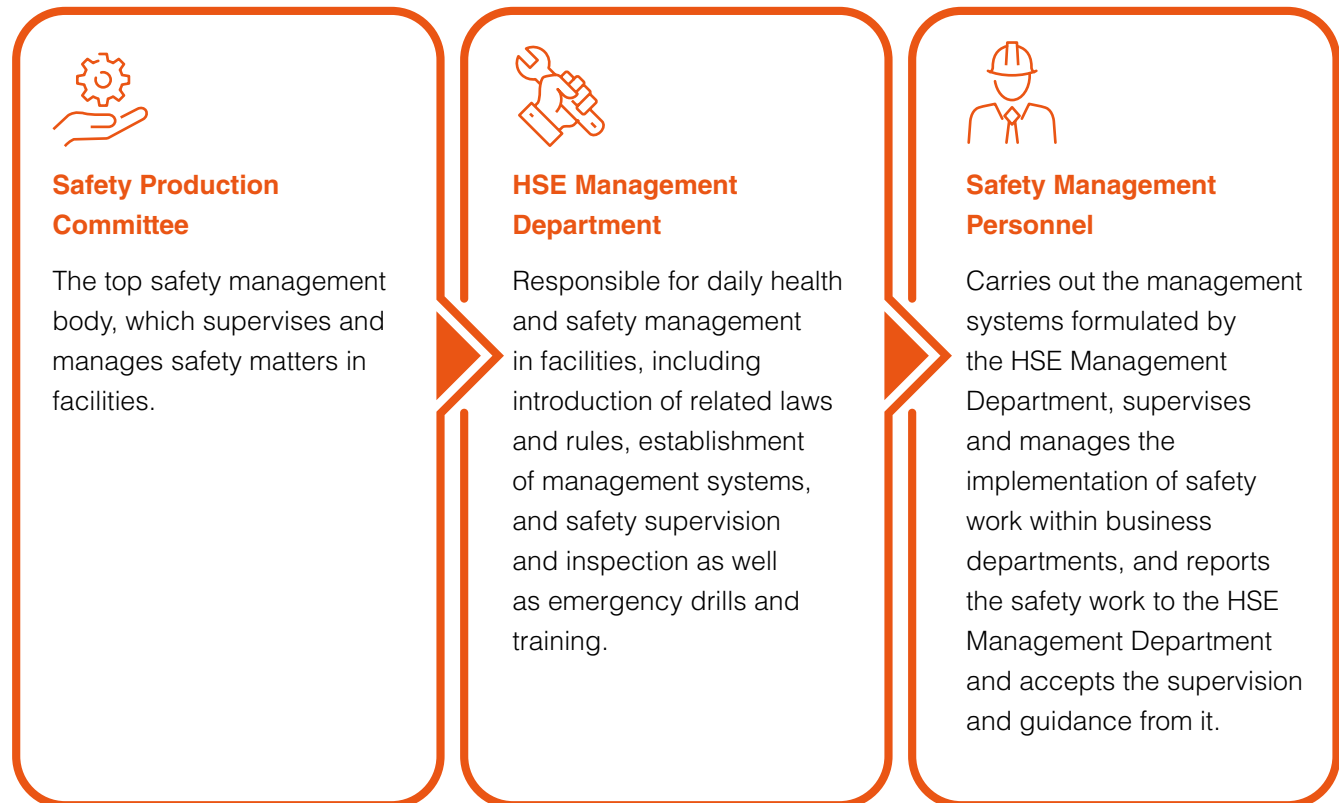 Safety Production
Committee
The top safety management
body, which supervises and
manages safety matters in
facilities.
HSE Management
Department
Responsible for daily health
and safety management
in facilities, including
introduction of related laws
and rules, establishment
of management systems,
and safety supervision
and inspection as well
as emergency drills and
training.
Safety Management
Personnel
Carries out the management
systems formulated by
the HSE Management
Department, supervises
and manages the
implementation of safety
work within business
departments, and reports
the safety work to the HSE
Management Department
and accepts the supervision
and guidance from it.